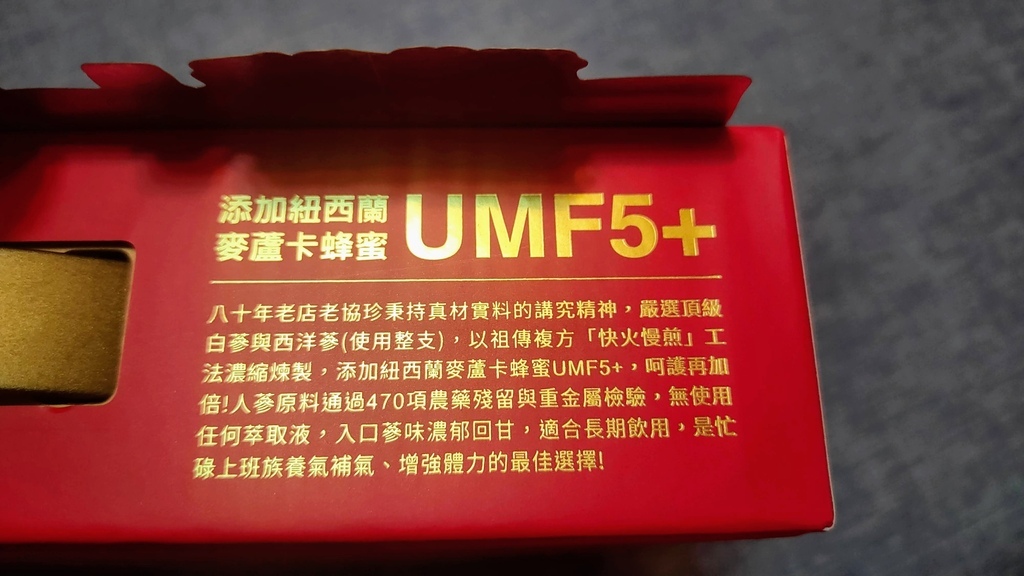 添加紐西蘭
麥蘆卡蜂蜜
UMF5+
八十年老店老協珍秉持真材實料的講究精神，嚴選頂級
白蔘與西洋蔘(使用整支)，以祖傳複方「快火慢煎」工
法濃縮煉製，添加紐西蘭麥蘆卡蜂蜜UMF5+，呵護再加
倍!人蔘原料通過470項農藥殘留與重金屬檢驗，無使用
任何萃取液，入口蔘味濃郁回甘，適合長期飲用，是忙
碌上班族養氣補氣、增強體力的最佳選擇!